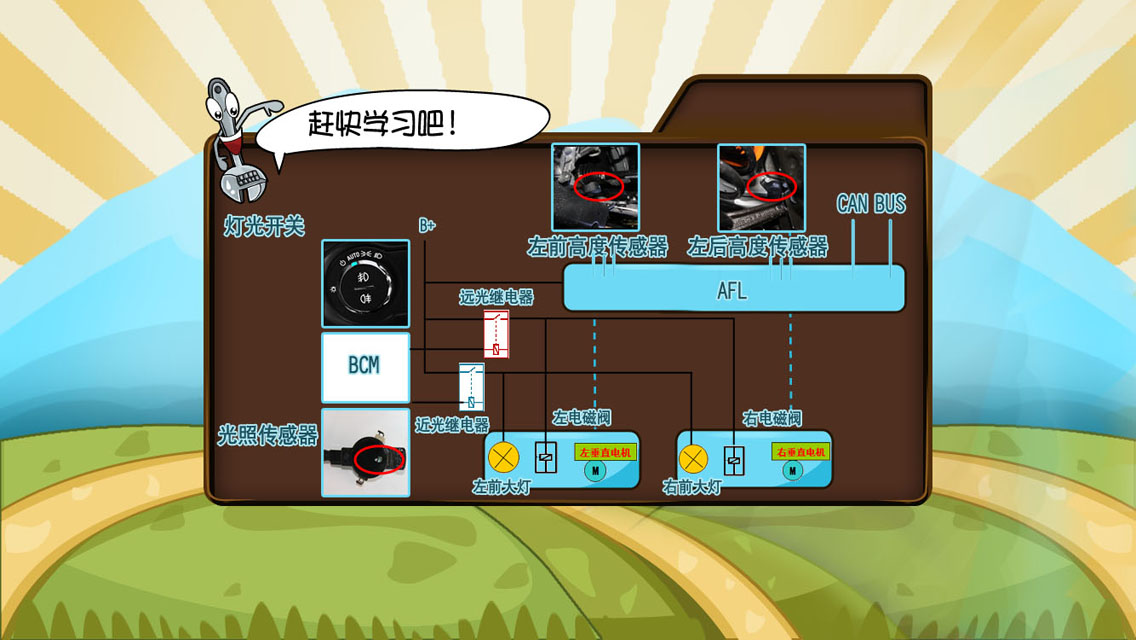 赶快学习吧！
灯光开关
B+
CAN BUS
左前高度传感器
左后高度传感器
AUTO
AFL
远光继电器
BCM
近光继电器
光照传感器
左电磁阀
右电磁阀
左垂直电机
M
右垂直电机
M
左前大灯
右前大灯